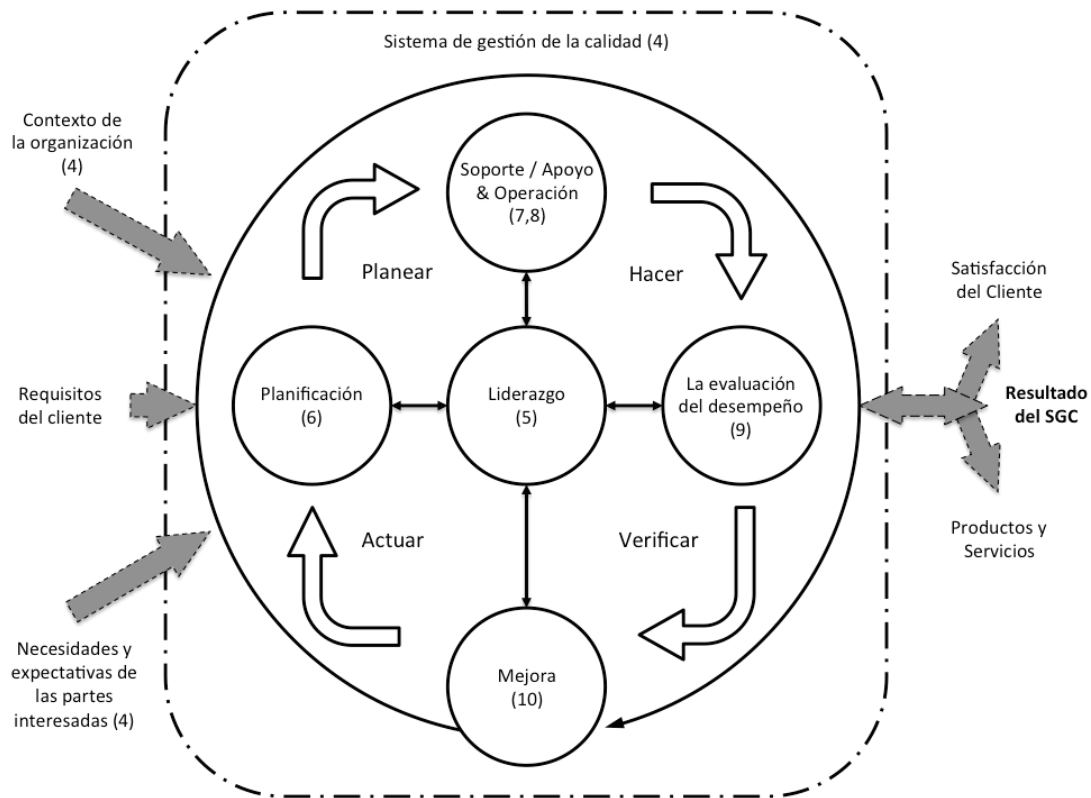 Sistema de gestión de la calidad (4)
Contexto de
la organización
(4)
Soporte / Apoyo
& Operación
(7,8)
Planear
Hacer
Satisfacción
del Cliente
Requisitos
del cliente
Planificación
(6)
Liderazgo
(5)
La evaluación
del desempeño
(9)
Resultado
del SGC
Actuar
Verificar
Productos y
Servicios
Necesidades y
expectativas de
las partes
interesadas (4)
Mejora
(10)